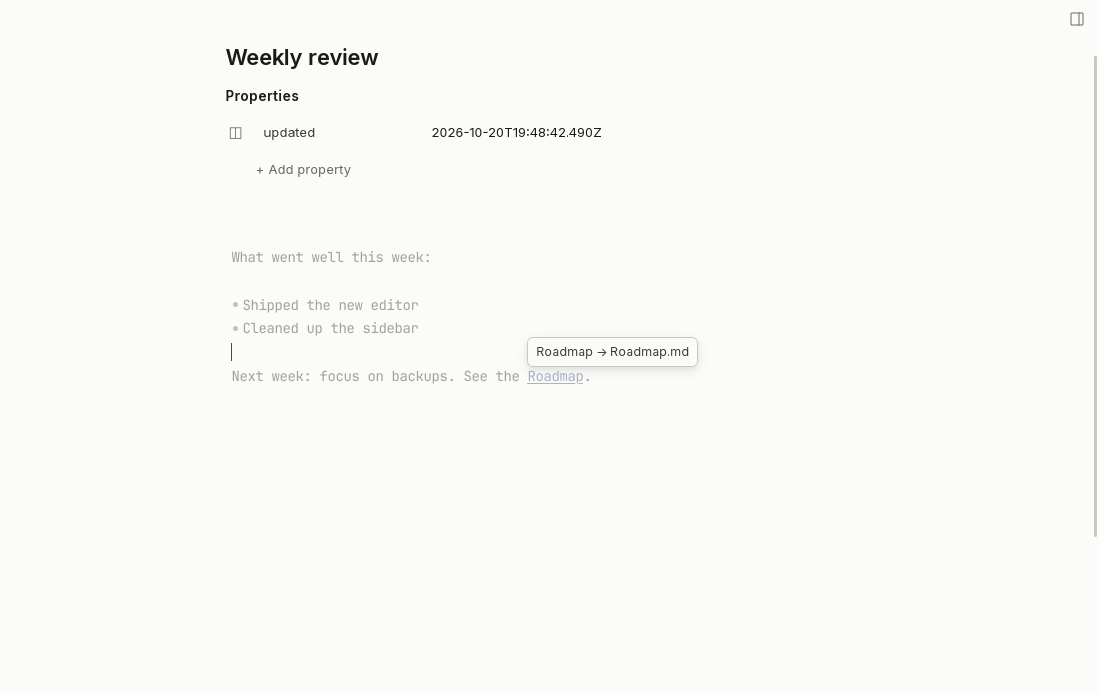 Weekly review
Properties
updated 2026-10-20T19:48:42.490Z
+ Add property
What went well this week:
• Shipped the new editor
• Cleaned up the sidebar
Roadmap → Roadmap.md
Next week: focus on backups. See the Roadmap.